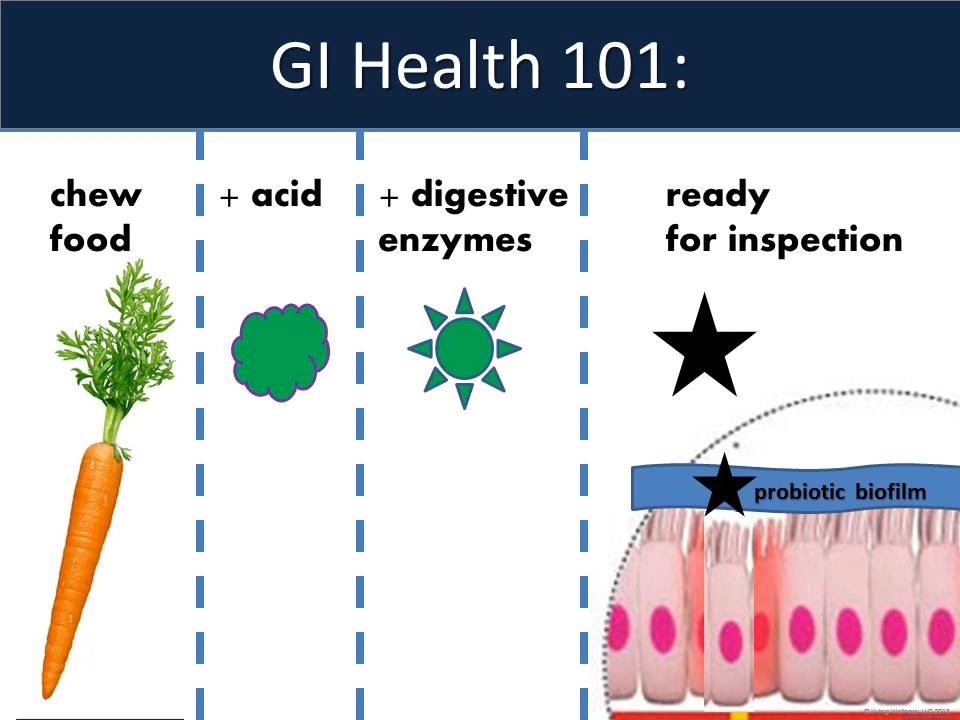 GI Health 101:
chew
food
+ acid
+ digestive
enzymes
ready
for inspection
probiotic biofilm